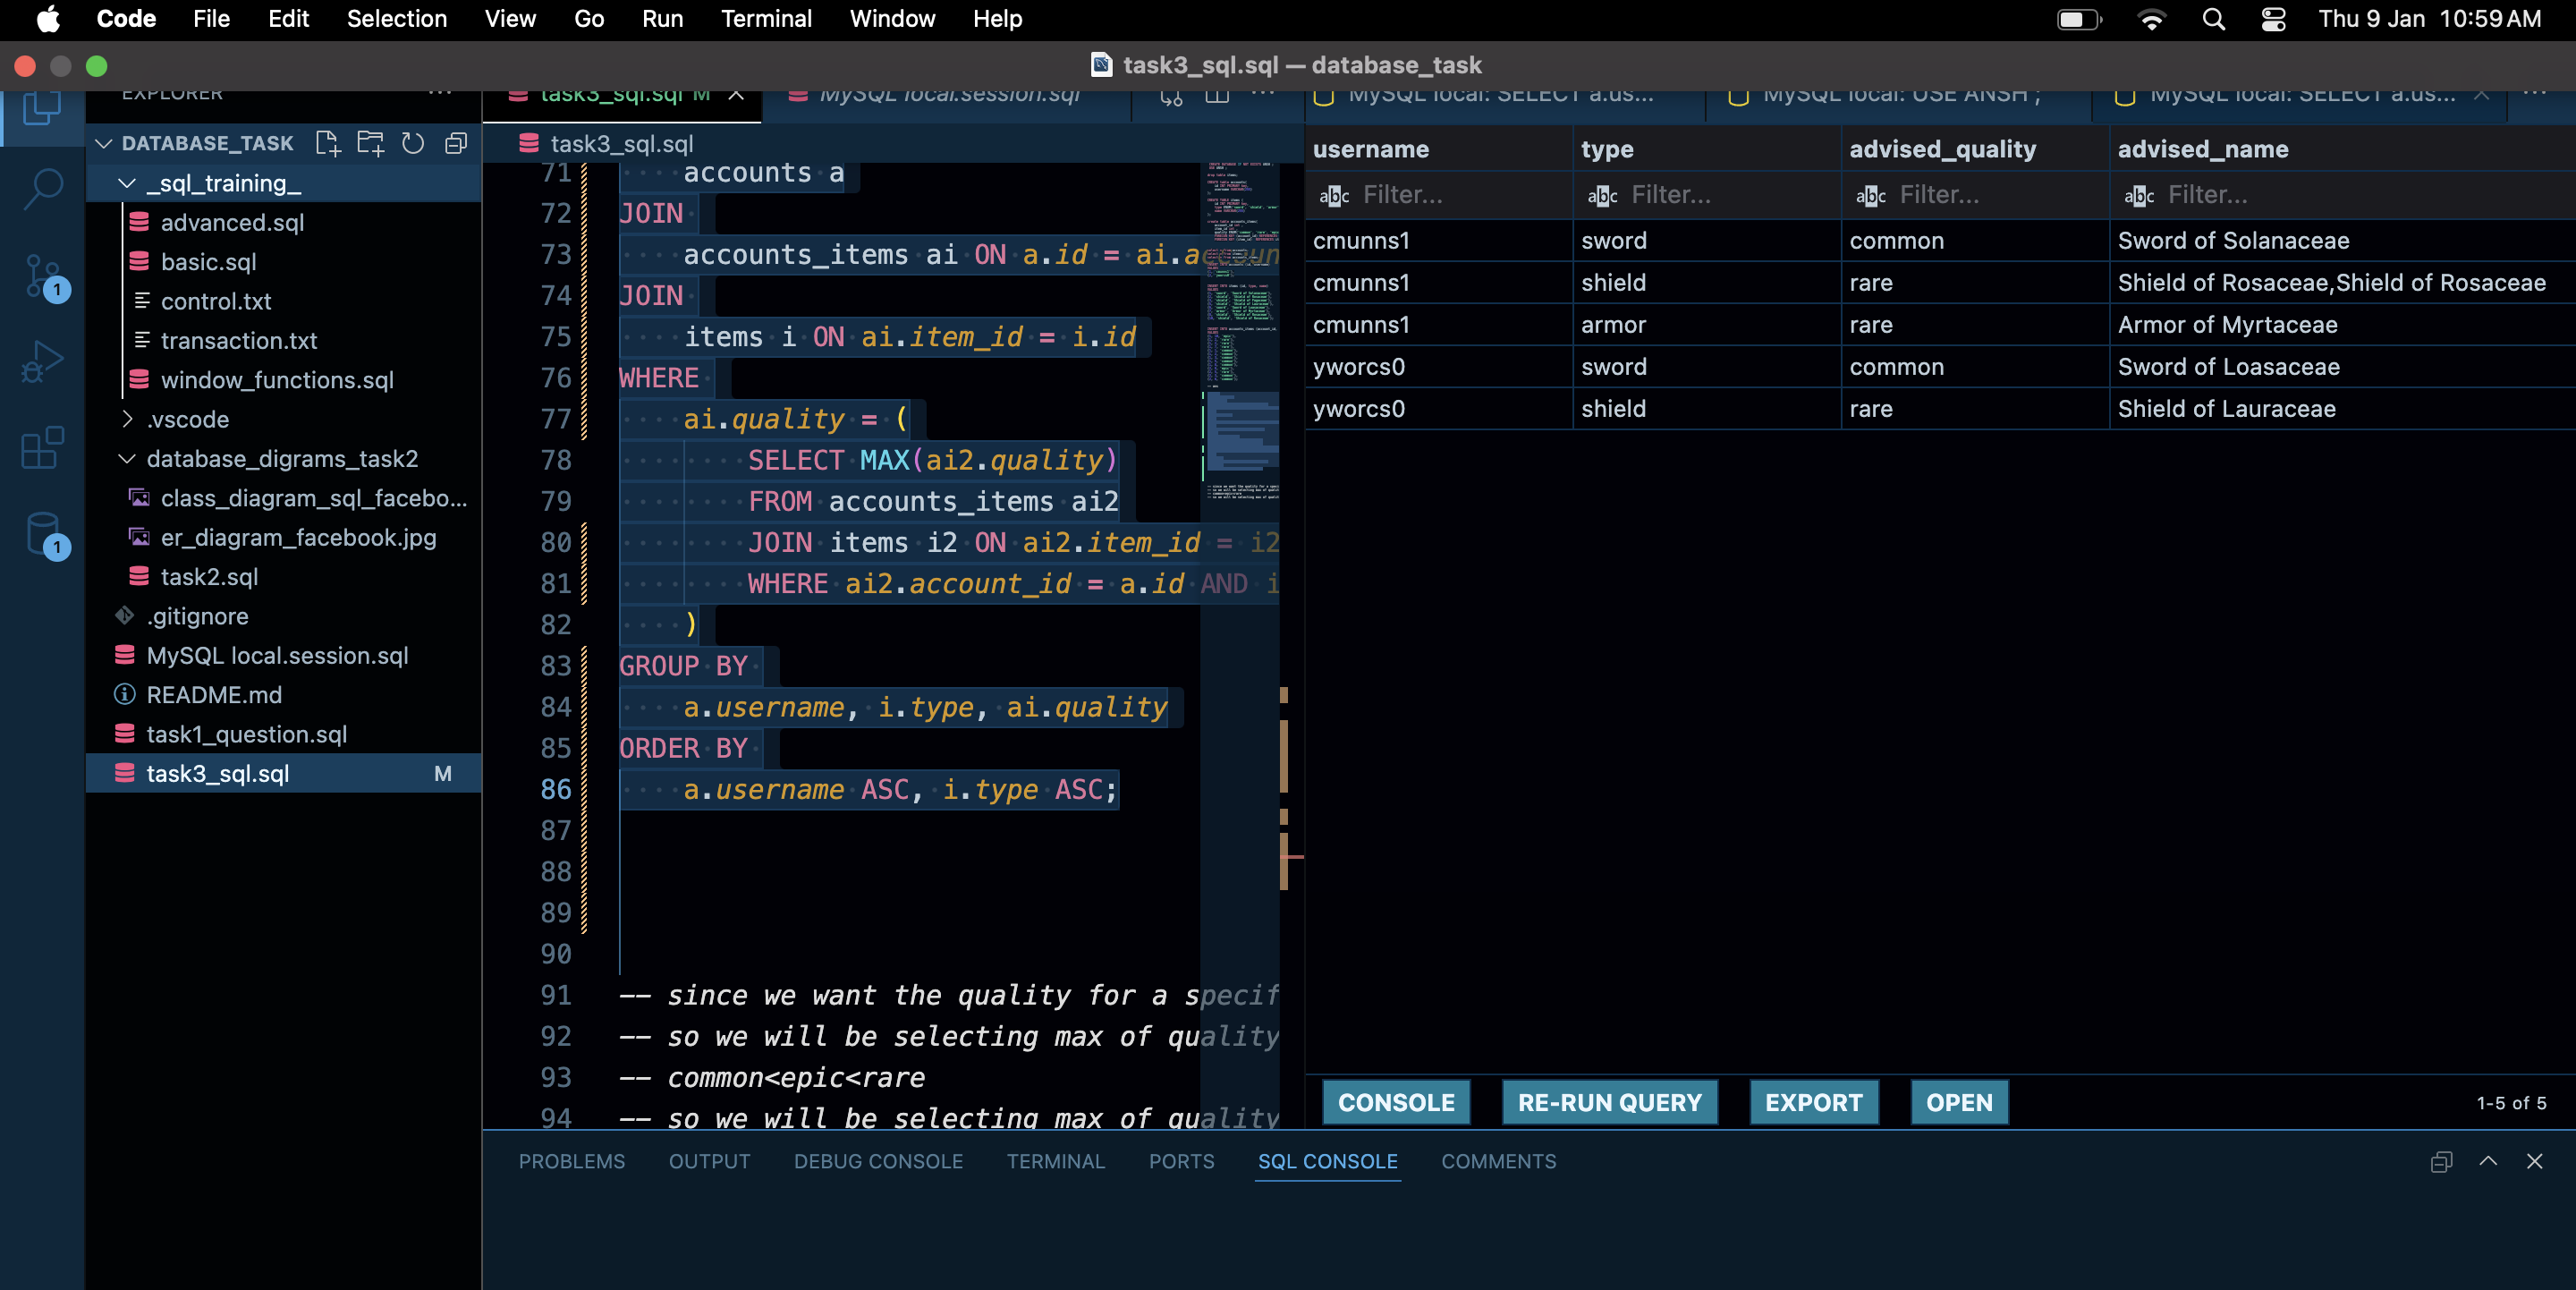 Code File Edit Selection View Go Run Terminal Window Help Thu 9 Jan 10:59 AM
task3_sql.sql — database_task
EXPLORER ...
DATABASE_TASK
_sql_training_
advanced.sql
basic.sql
control.txt
transaction.txt
window_functions.sql
.vscode
database_digrams_task2
class_diagram_sql_facebo...
er_diagram_facebook.jpg
task2.sql
.gitignore
MySQL local.session.sql
README.md
task1_question.sql
task3_sql.sql M
1
1
task3_sql.sql M
MySQL local.session.sql
...
task3_sql.sql
71 accounts a
72 JOIN
73 accounts_items ai ON a.id = ai.accoun
74 JOIN
75 items i ON ai.item_id = i.id
76 WHERE
77 ai.quality = (
78 SELECT MAX(ai2.quality)
79 FROM accounts_items ai2
80 JOIN items i2 ON ai2.item_id = i2
81 WHERE ai2.account_id = a.id AND i
82 )
83 GROUP BY
84 a.username, i.type, ai.quality
85 ORDER BY
86 a.username ASC, i.type ASC;
87
88
89
90
91 -- since we want the quality for a specif
92 -- so we will be selecting max of quality
93 -- common<epic<rare
94 -- so we will be selecting max of quality
MySQL local: SELECT a.us...
MySQL local: USE ANSH ;
MySQL local: SELECT a.us...
...
username type advised_quality advised_name
abc Filter... abc Filter... abc Filter... abc Filter...
cmunns1 sword common Sword of Solanaceae
cmunns1 shield rare Shield of Rosaceae,Shield of Rosaceae
cmunns1 armor rare Armor of Myrtaceae
yworcs0 sword common Sword of Loasaceae
yworcs0 shield rare Shield of Lauraceae
CONSOLE RE-RUN QUERY EXPORT OPEN 1-5 of 5
PROBLEMS OUTPUT DEBUG CONSOLE TERMINAL PORTS SQL CONSOLE COMMENTS